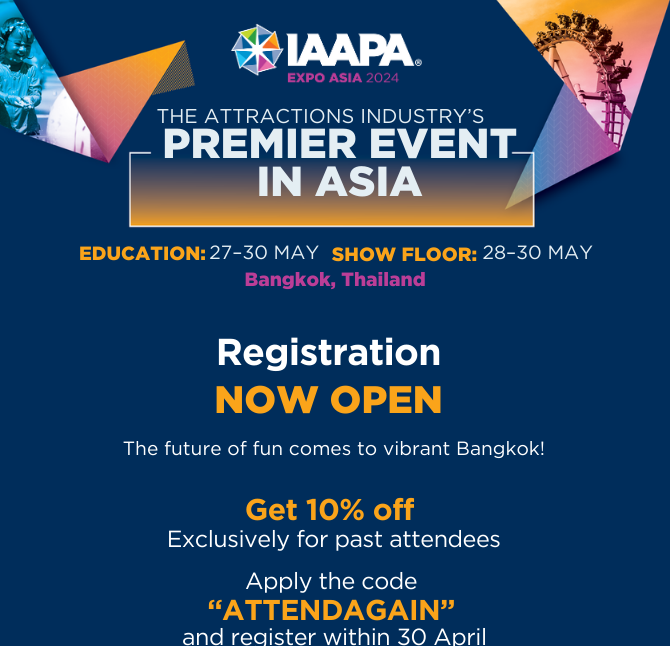 IAAPA®
EXPO ASIA 2024
THE ATTRACTIONS INDUSTRY'S
PREMIER EVENT
IN ASIA
EDUCATION: 27–30 MAY SHOW FLOOR: 28–30 MAY
Bangkok, Thailand
Registration
NOW OPEN
The future of fun comes to vibrant Bangkok!
Get 10% off
Exclusively for past attendees
Apply the code
“ATTENDAGAIN”
and register within 30 April